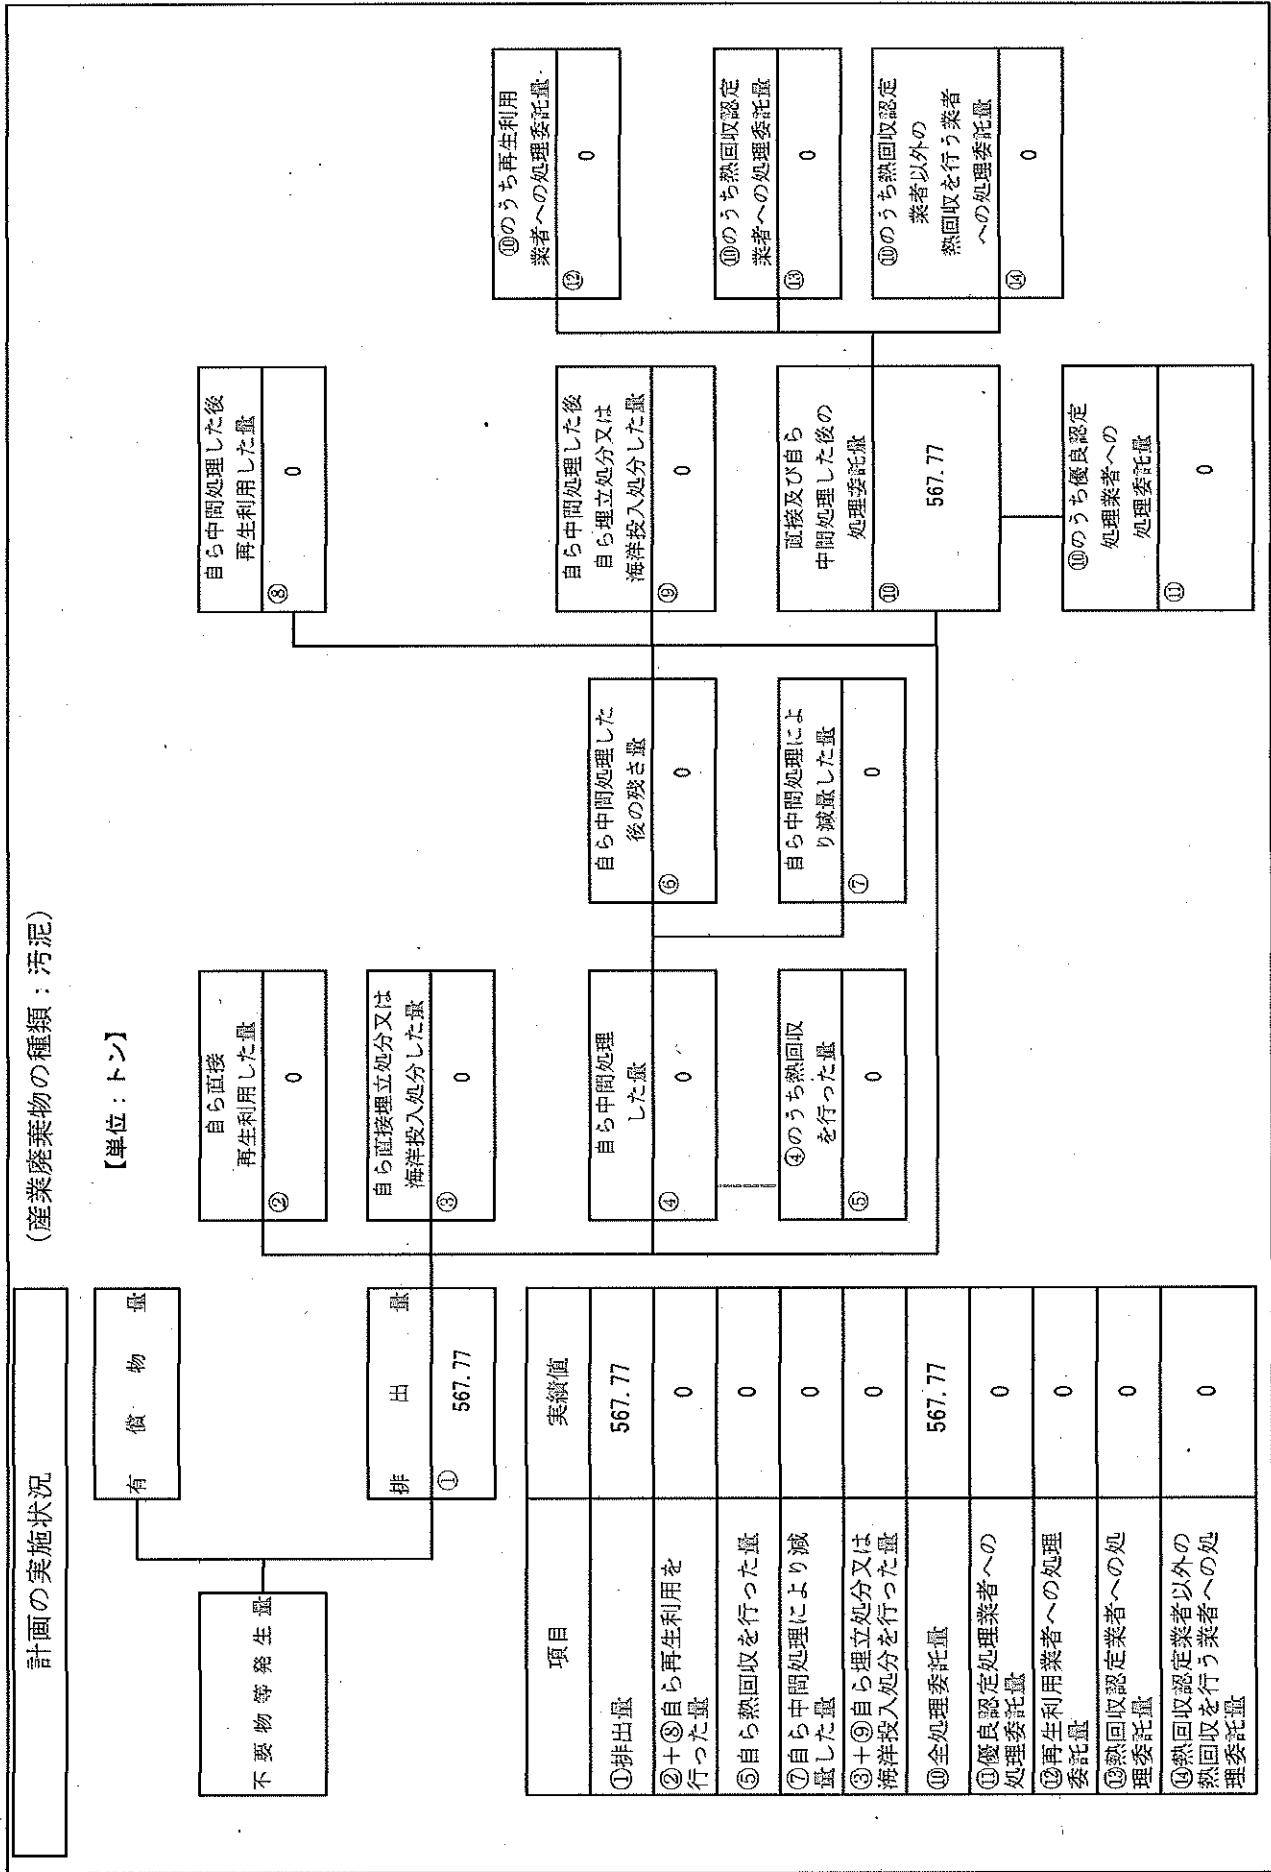 計画の実施状況
(産業廃棄物の種類：汚泥)
【単位：トン】
不要物等発生量
有償物量
排出量
①
567.77
自ら直接
再生利用した量
②
0
自ら直接埋立処分又は
海洋投入処分した量
③
0
自ら中間処理
した量
④
0
④のうち熱回収
を行った量
⑤
0
自ら中間処理した
後の残さ量
⑥
0
自ら中間処理によ
り減量した量
⑦
0
自ら中間処理した後
再生利用した量
⑧
0
自ら中間処理した後
自ら埋立処分又は
海洋投入処分した量
⑨
0
直接及び自ら
中間処理した後の
処理委託量
⑩
567.77
⑩のうち優良認定
処理業者への
処理委託量
⑪
0
⑩のうち再生利用
業者への処理委託量
⑫
0
⑩のうち熱回収認定
業者への処理委託量
⑬
0
⑩のうち熱回収認定
業者以外の
熱回収を行う業者
への処理委託量
⑭
0
項目 実績値
①排出量 567.77
②+⑧自ら再生利用を
行った量 0
⑤自ら熱回収を行った量 0
⑦自ら中間処理により減
量した量 0
③+⑨自ら埋立処分又は
海洋投入処分を行った量 0
⑩全処理委託量 567.77
⑪優良認定処理業者への
処理委託量 0
⑫再生利用業者への処理
委託量 0
⑬熱回収認定業者への処
理委託量 0
⑭熱回収認定業者以外の
熱回収を行う業者への処
理委託量 0